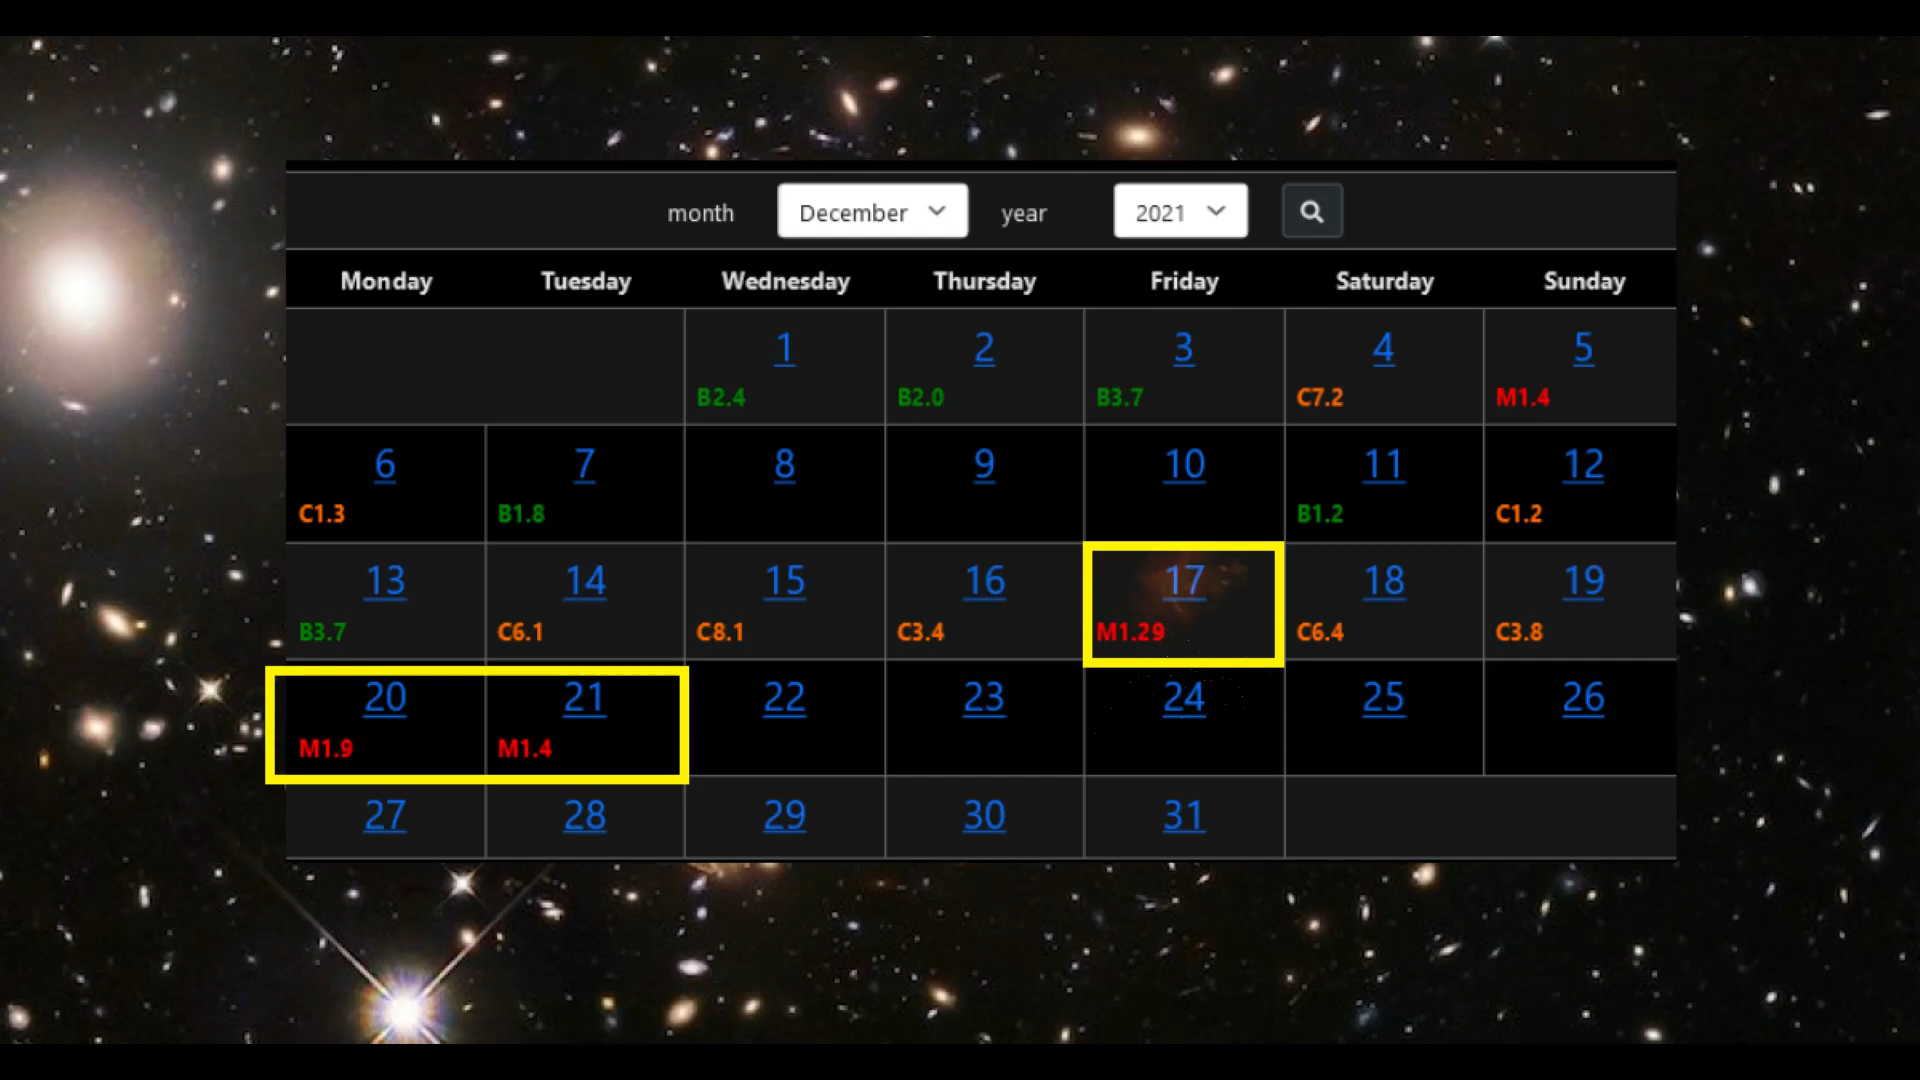 month December year 2021
Monday Tuesday Wednesday Thursday Friday Saturday Sunday
1 2 3 4 5
B2.4 B2.0 B3.7 C7.2 M1.4
6 7 8 9 10 11 12
C1.3 B1.8 B1.2 C1.2
13 14 15 16 17 18 19
B3.7 C6.1 C8.1 C3.4 M1.29 C6.4 C3.8
20 21 22 23 24 25 26
M1.9 M1.4
27 28 29 30 31